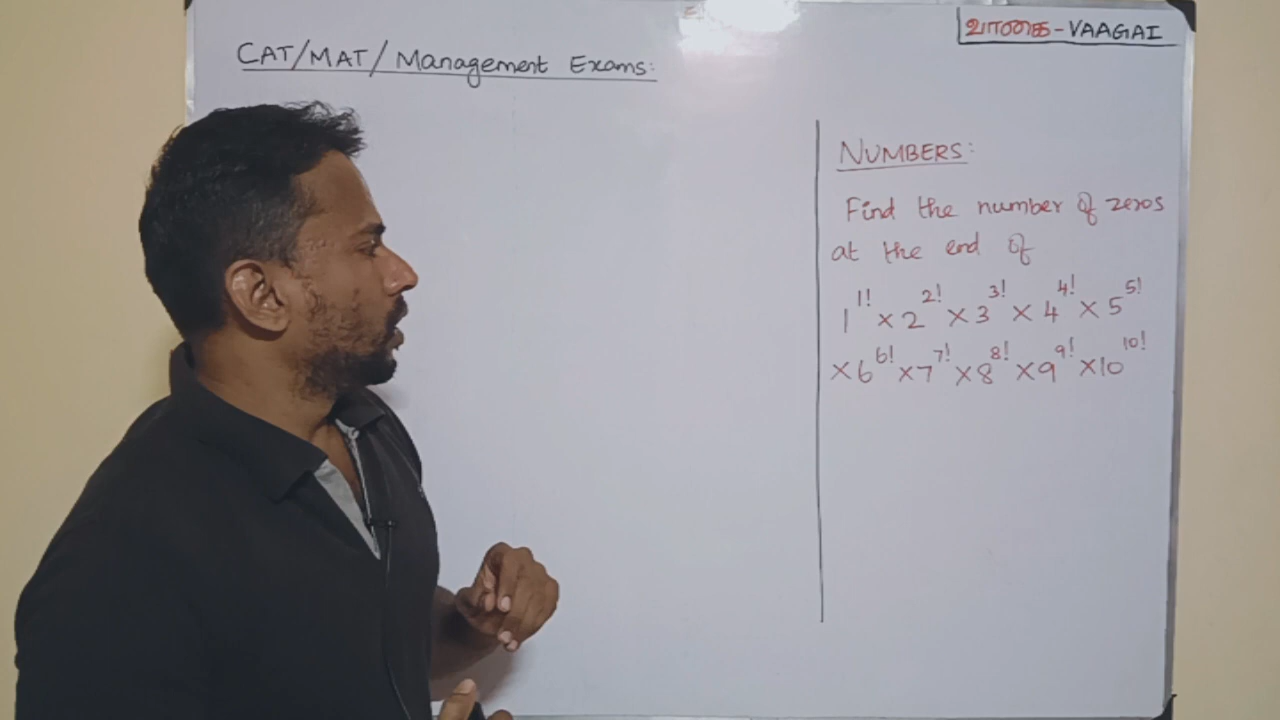 வாகை - VAAGAI
CAT/MAT/Management Exams:
NUMBERS:
Find the number of zeros
at the end of
1^1! × 2^2! × 3^3! × 4^4! × 5^5!
×6^6! ×7^7! ×8^8! ×9^9! ×10^10!